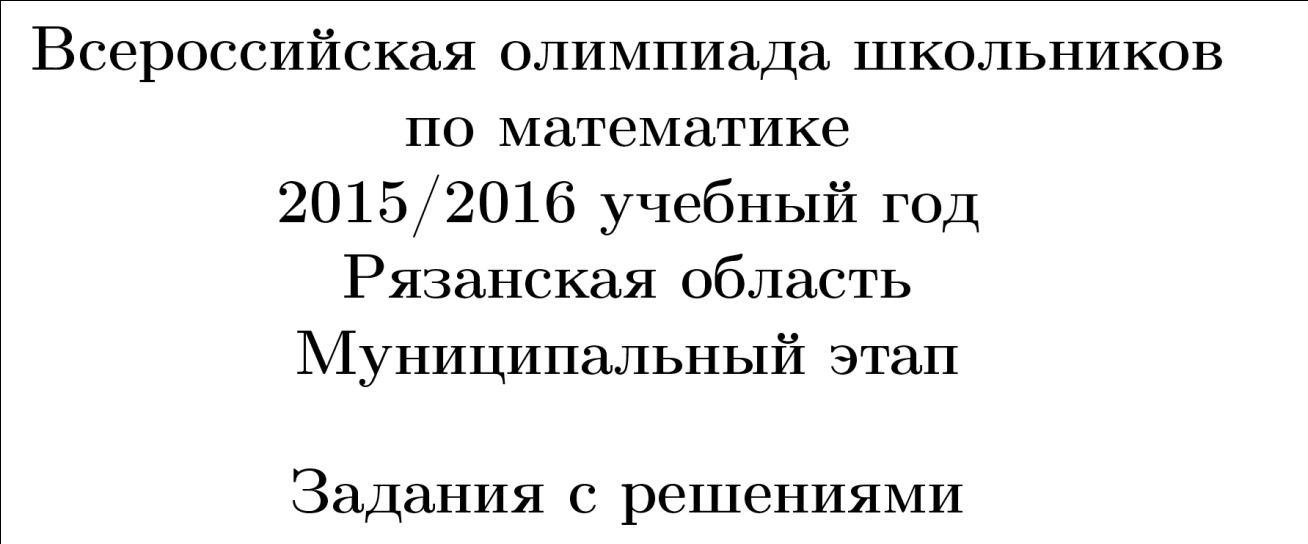 Всероссийская олимпиада школьников
по математике
2015/2016 учебный год
Рязанская область
Муниципальный этап
Задания с решениями